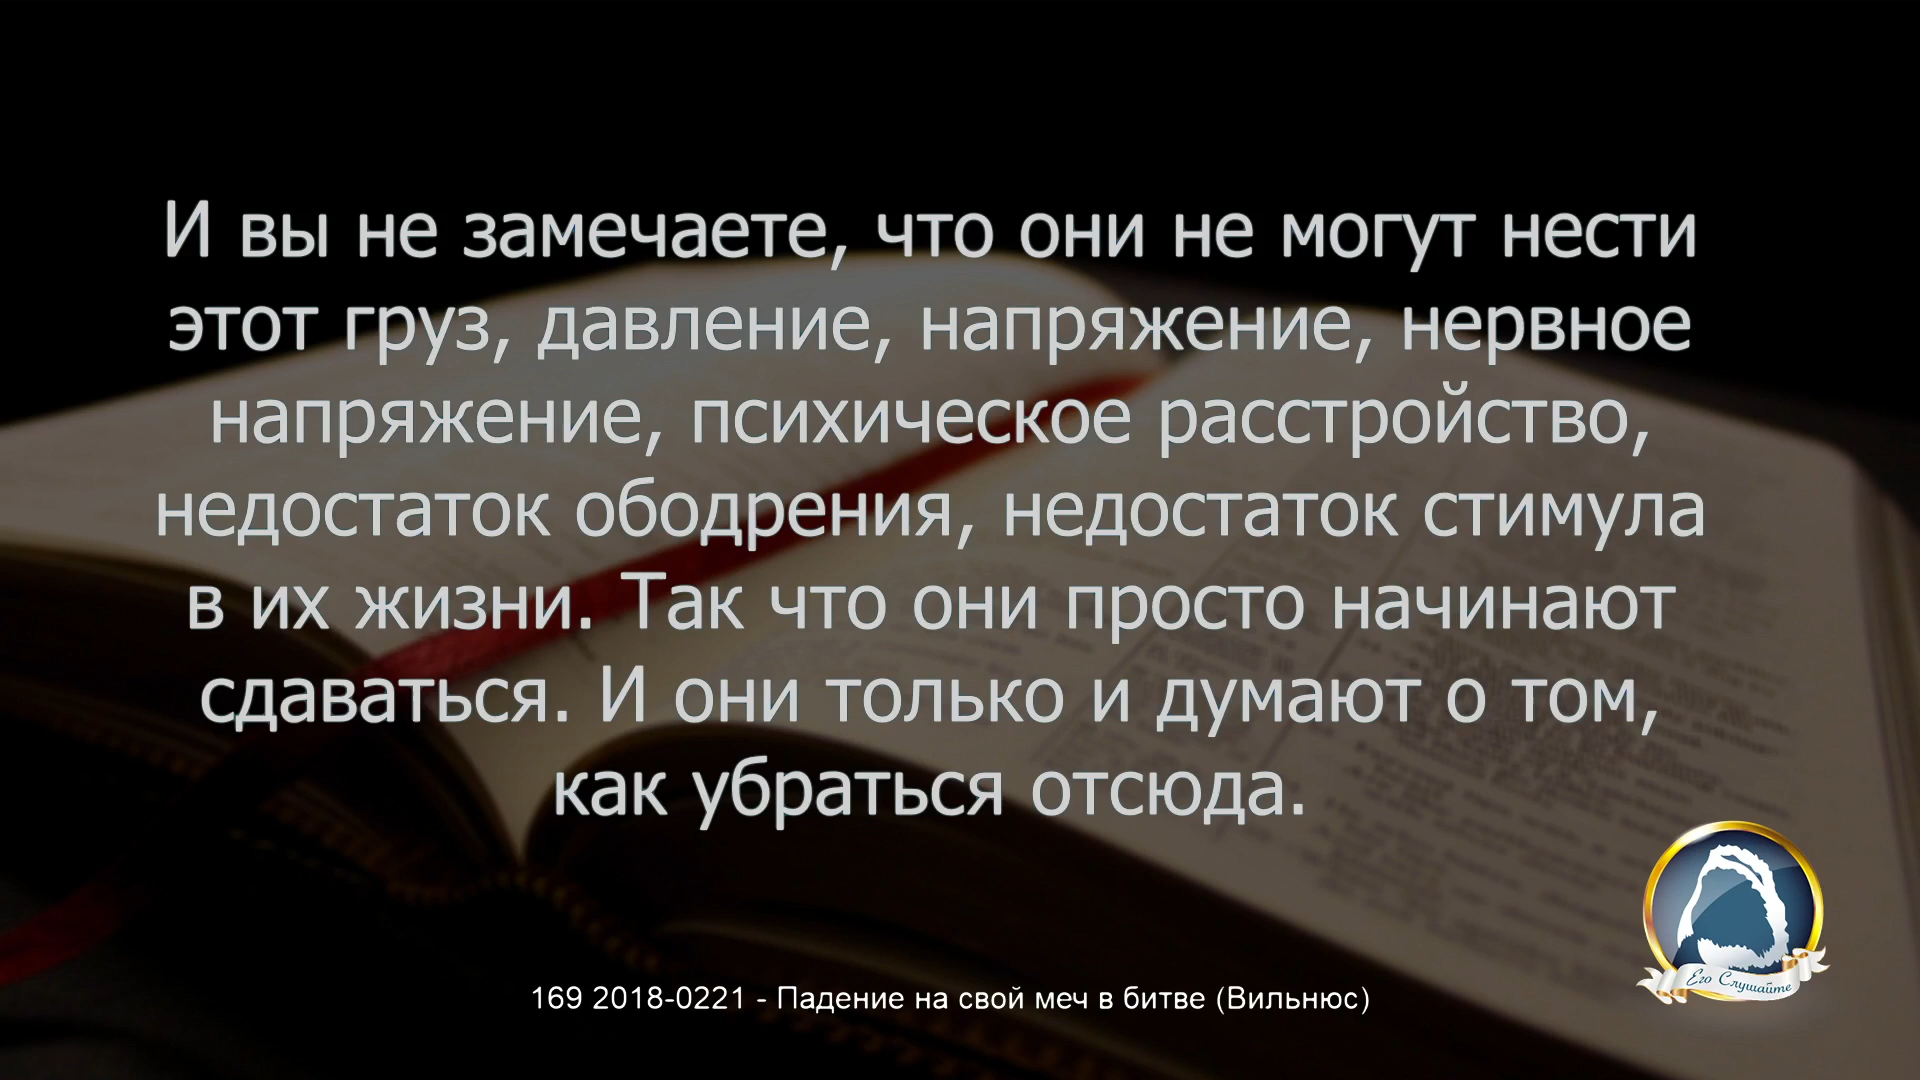 И вы не замечаете, что они не могут нести
этот груз, давление, напряжение, нервное
напряжение, психическое расстройство,
недостаток ободрения, недостаток стимула
в их жизни. Так что они просто начинают
сдаваться. И они только и думают о том,
как убраться отсюда.
Его Слушайте
169 2018-0221 - Падение на свой меч в битве (Вильнюс)